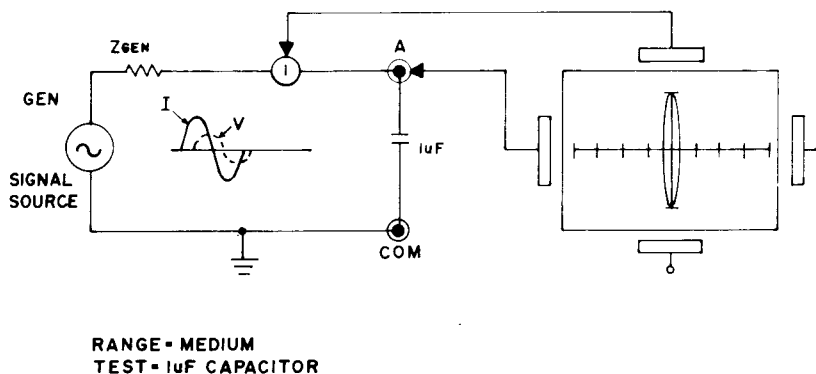 ZGEN
I
A
GEN
I
V
1uF
SIGNAL
SOURCE
COM
RANGE = MEDIUM
TEST = 1uF CAPACITOR